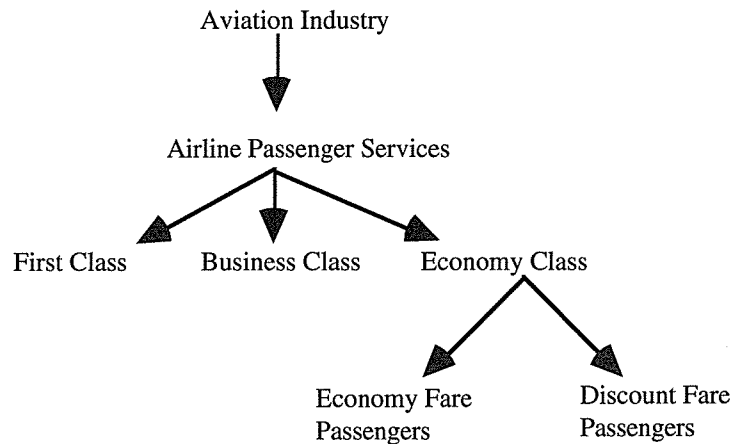 Aviation Industry
Airline Passenger Services
First Class
Business Class
Economy Class
Economy Fare
Passengers
Discount Fare
Passengers